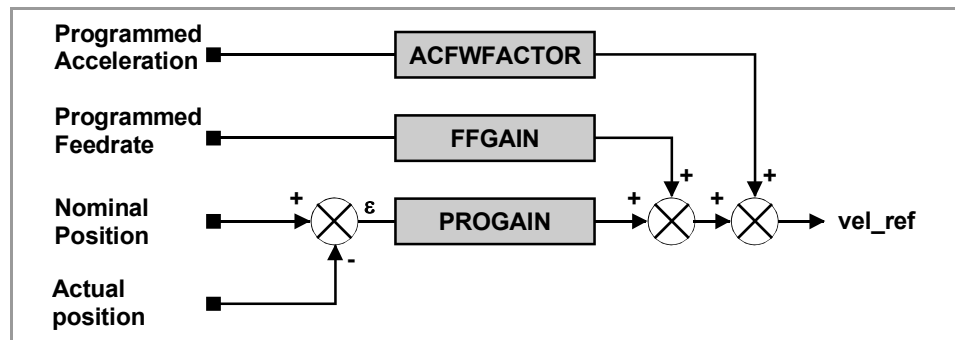 Programmed
Acceleration
ACFWFACTOR
Programmed
Feedrate
FFGAIN
+
+
Nominal
Position
+
ε
PROGAIN
+
+
vel_ref
-
Actual
position